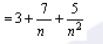 = 3 + 7/n + 5/n²